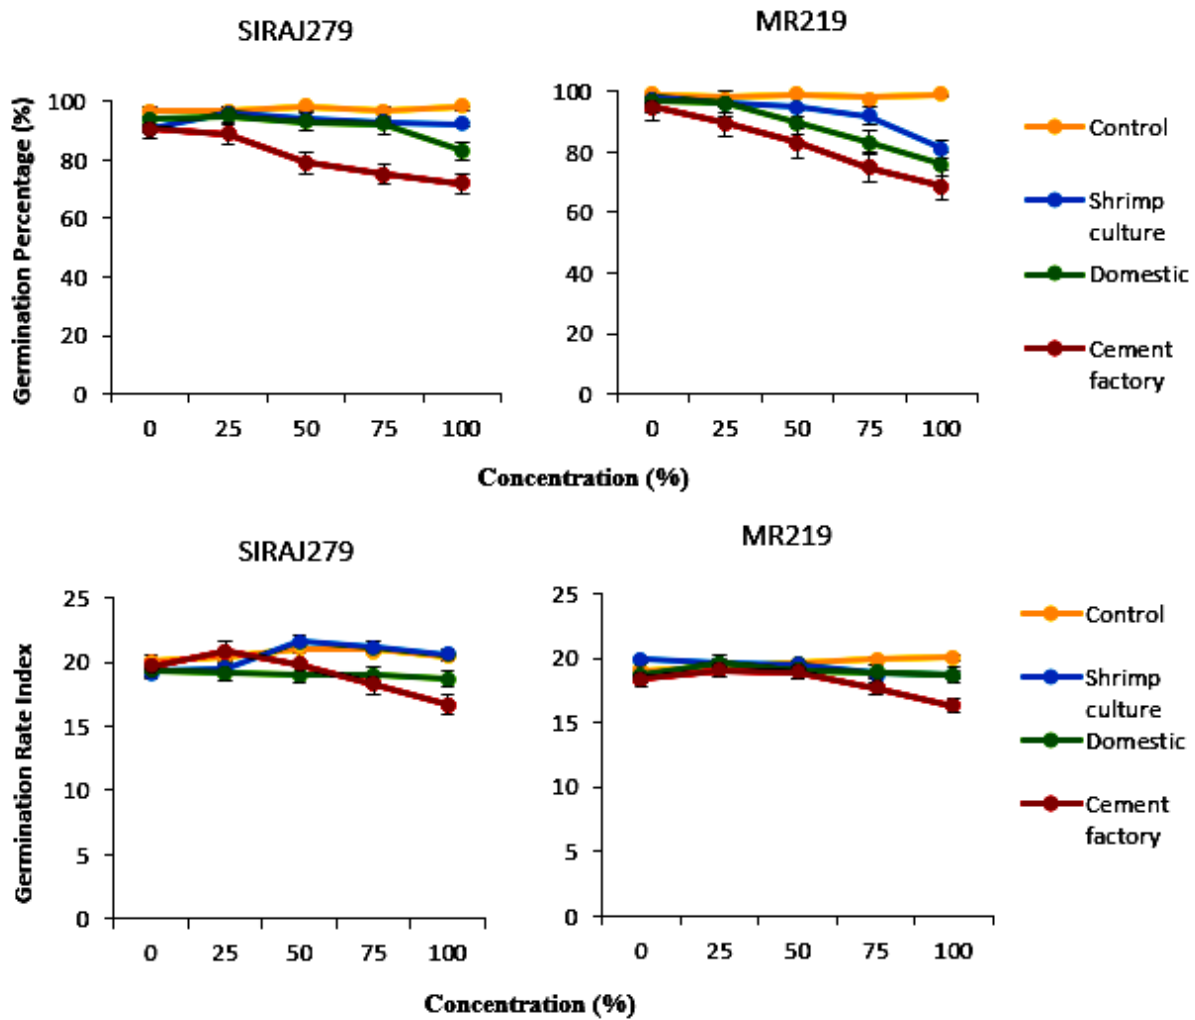 SIRAJ279
MR219
Germination Percentage (%)
100
80
60
40
20
0
0 25 50 75 100
100
80
60
40
20
0
0 25 50 75 100
Control
Shrimp
culture
Domestic
Cement
factory
Concentration (%)
SIRAJ279
MR219
Germination Rate Index
25
20
15
10
5
0
0 25 50 75 100
25
20
15
10
5
0
0 25 50 75 100
Control
Shrimp
culture
Domestic
Cement
factory
Concentration (%)